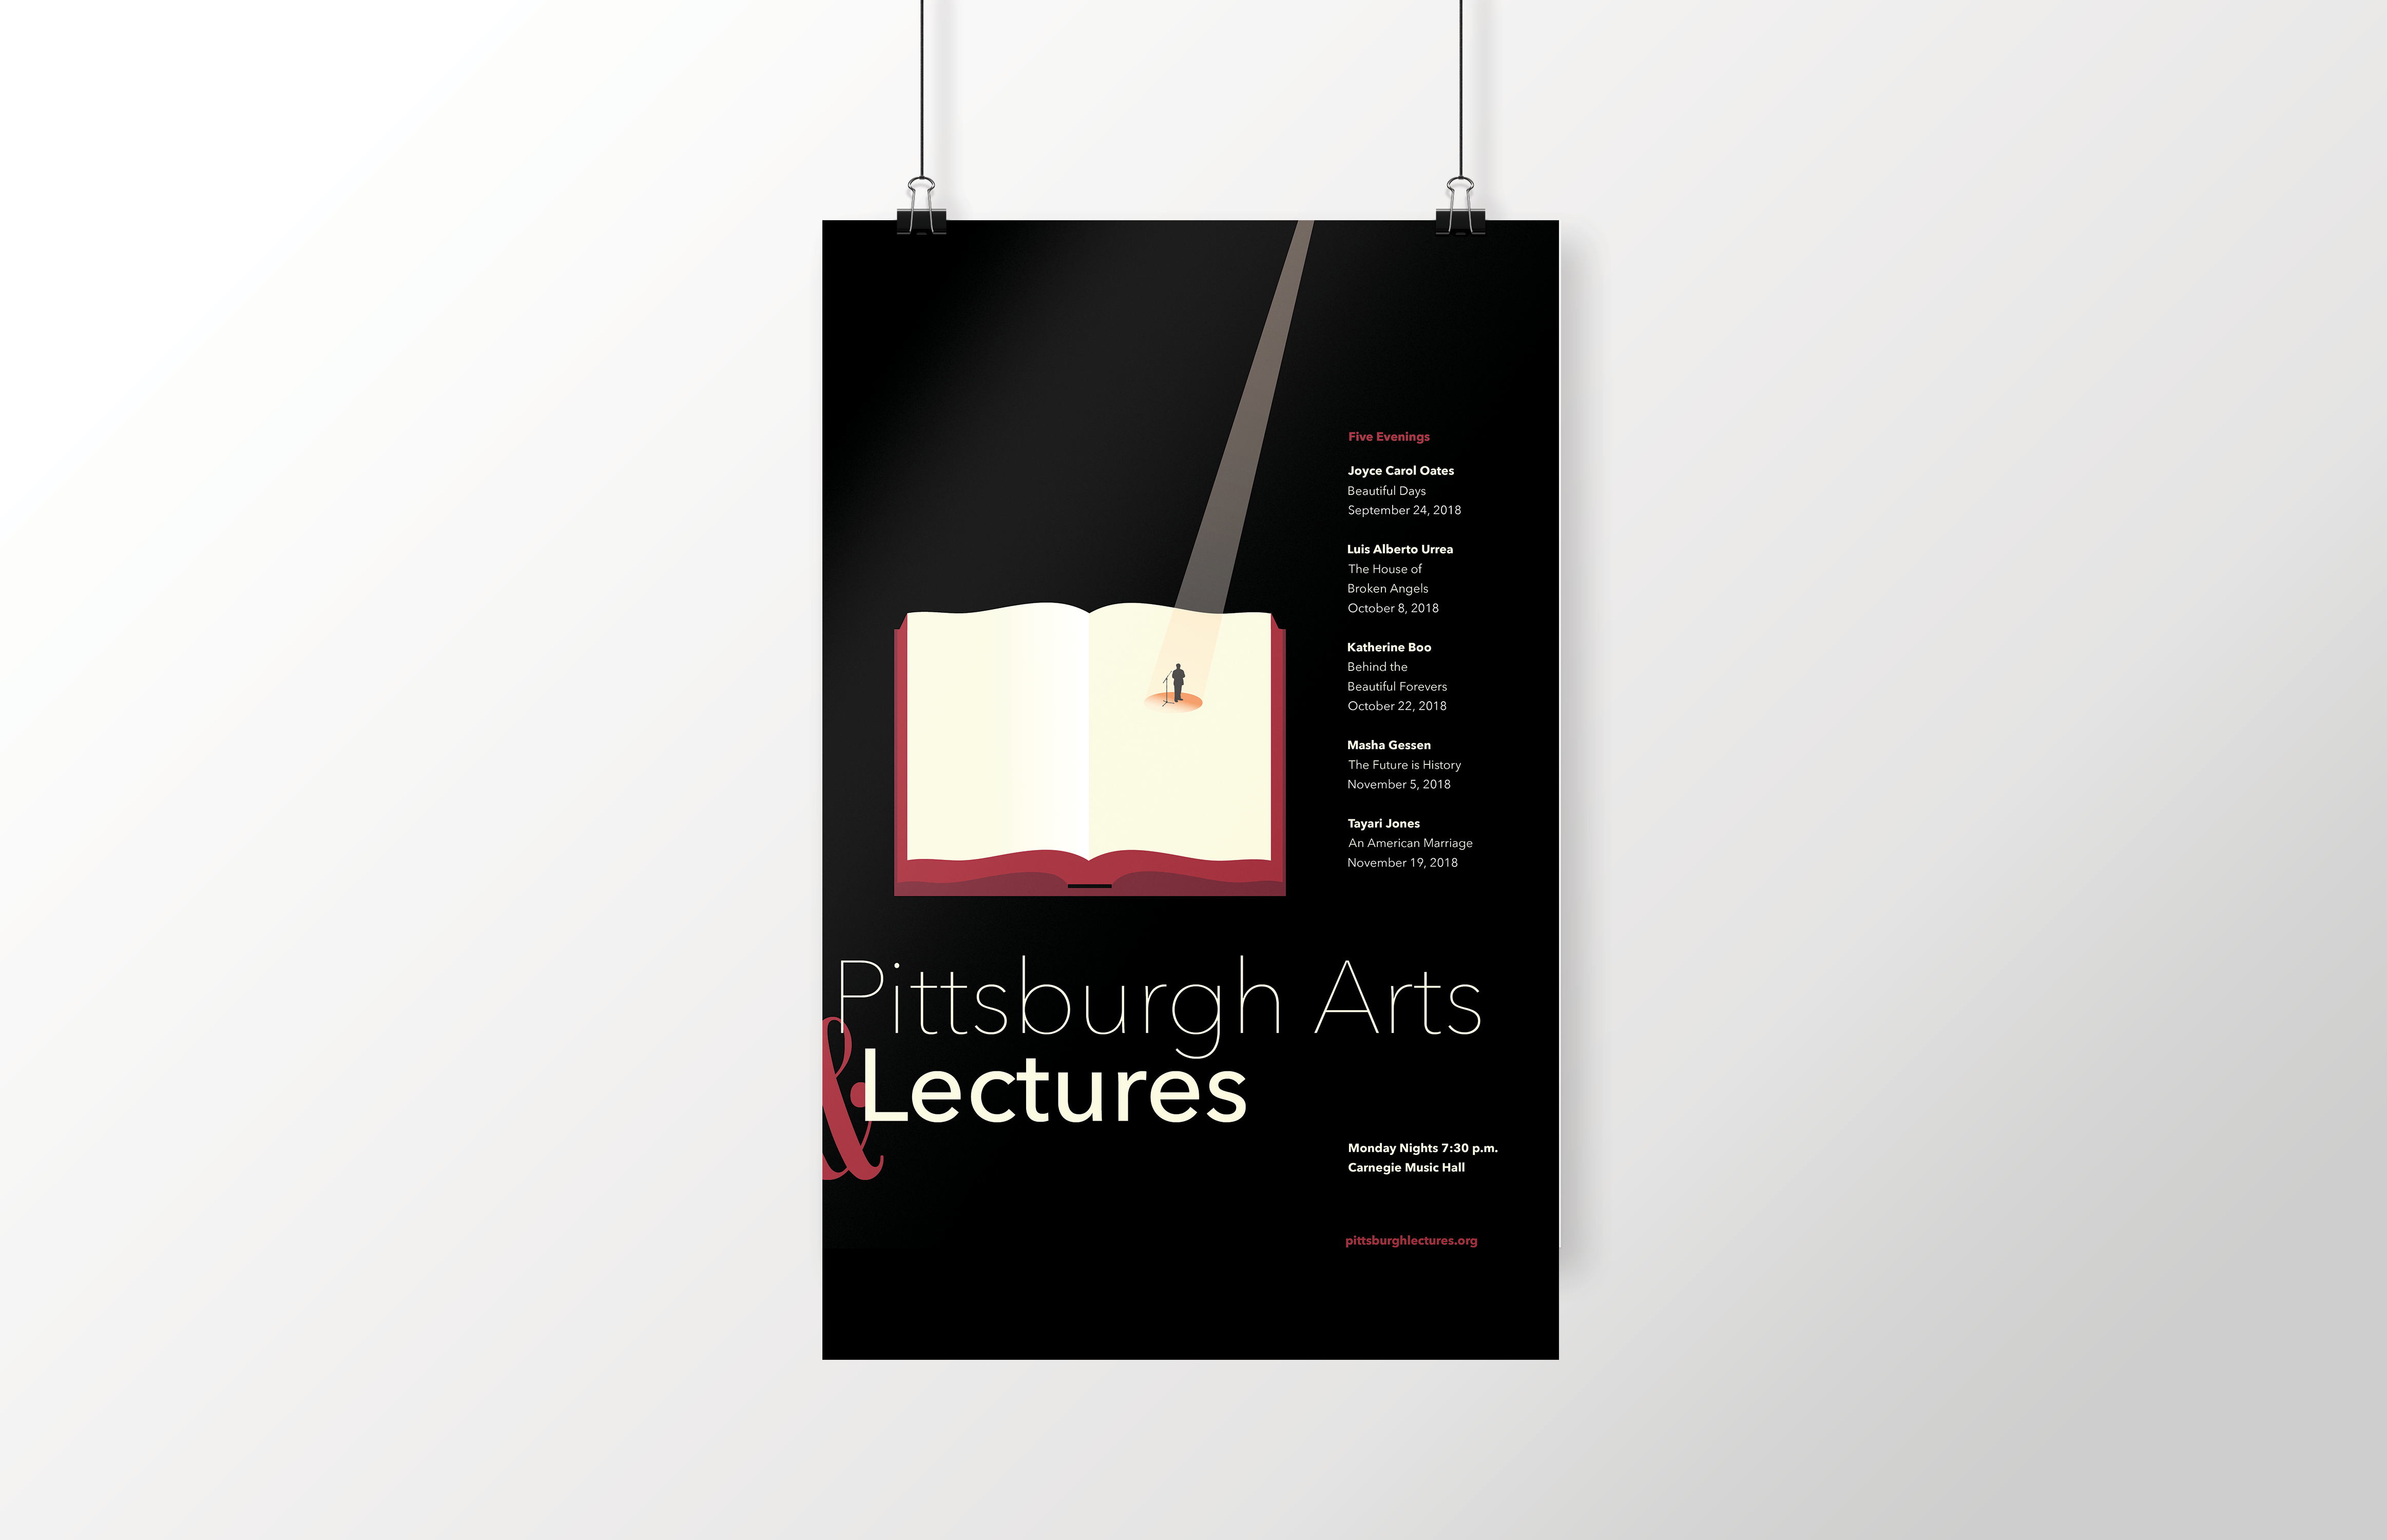 Five Evenings
Joyce Carol Oates
Beautiful Days
September 24, 2018
Luis Alberto Urrea
The House of
Broken Angels
October 8, 2018
Katherine Boo
Behind the
Beautiful Forevers
October 22, 2018
Masha Gessen
The Future is History
November 5, 2018
Tayari Jones
An American Marriage
November 19, 2018
Pittsburgh Arts
& Lectures
Monday Nights 7:30 p.m.
Carnegie Music Hall
pittsburghlectures.org